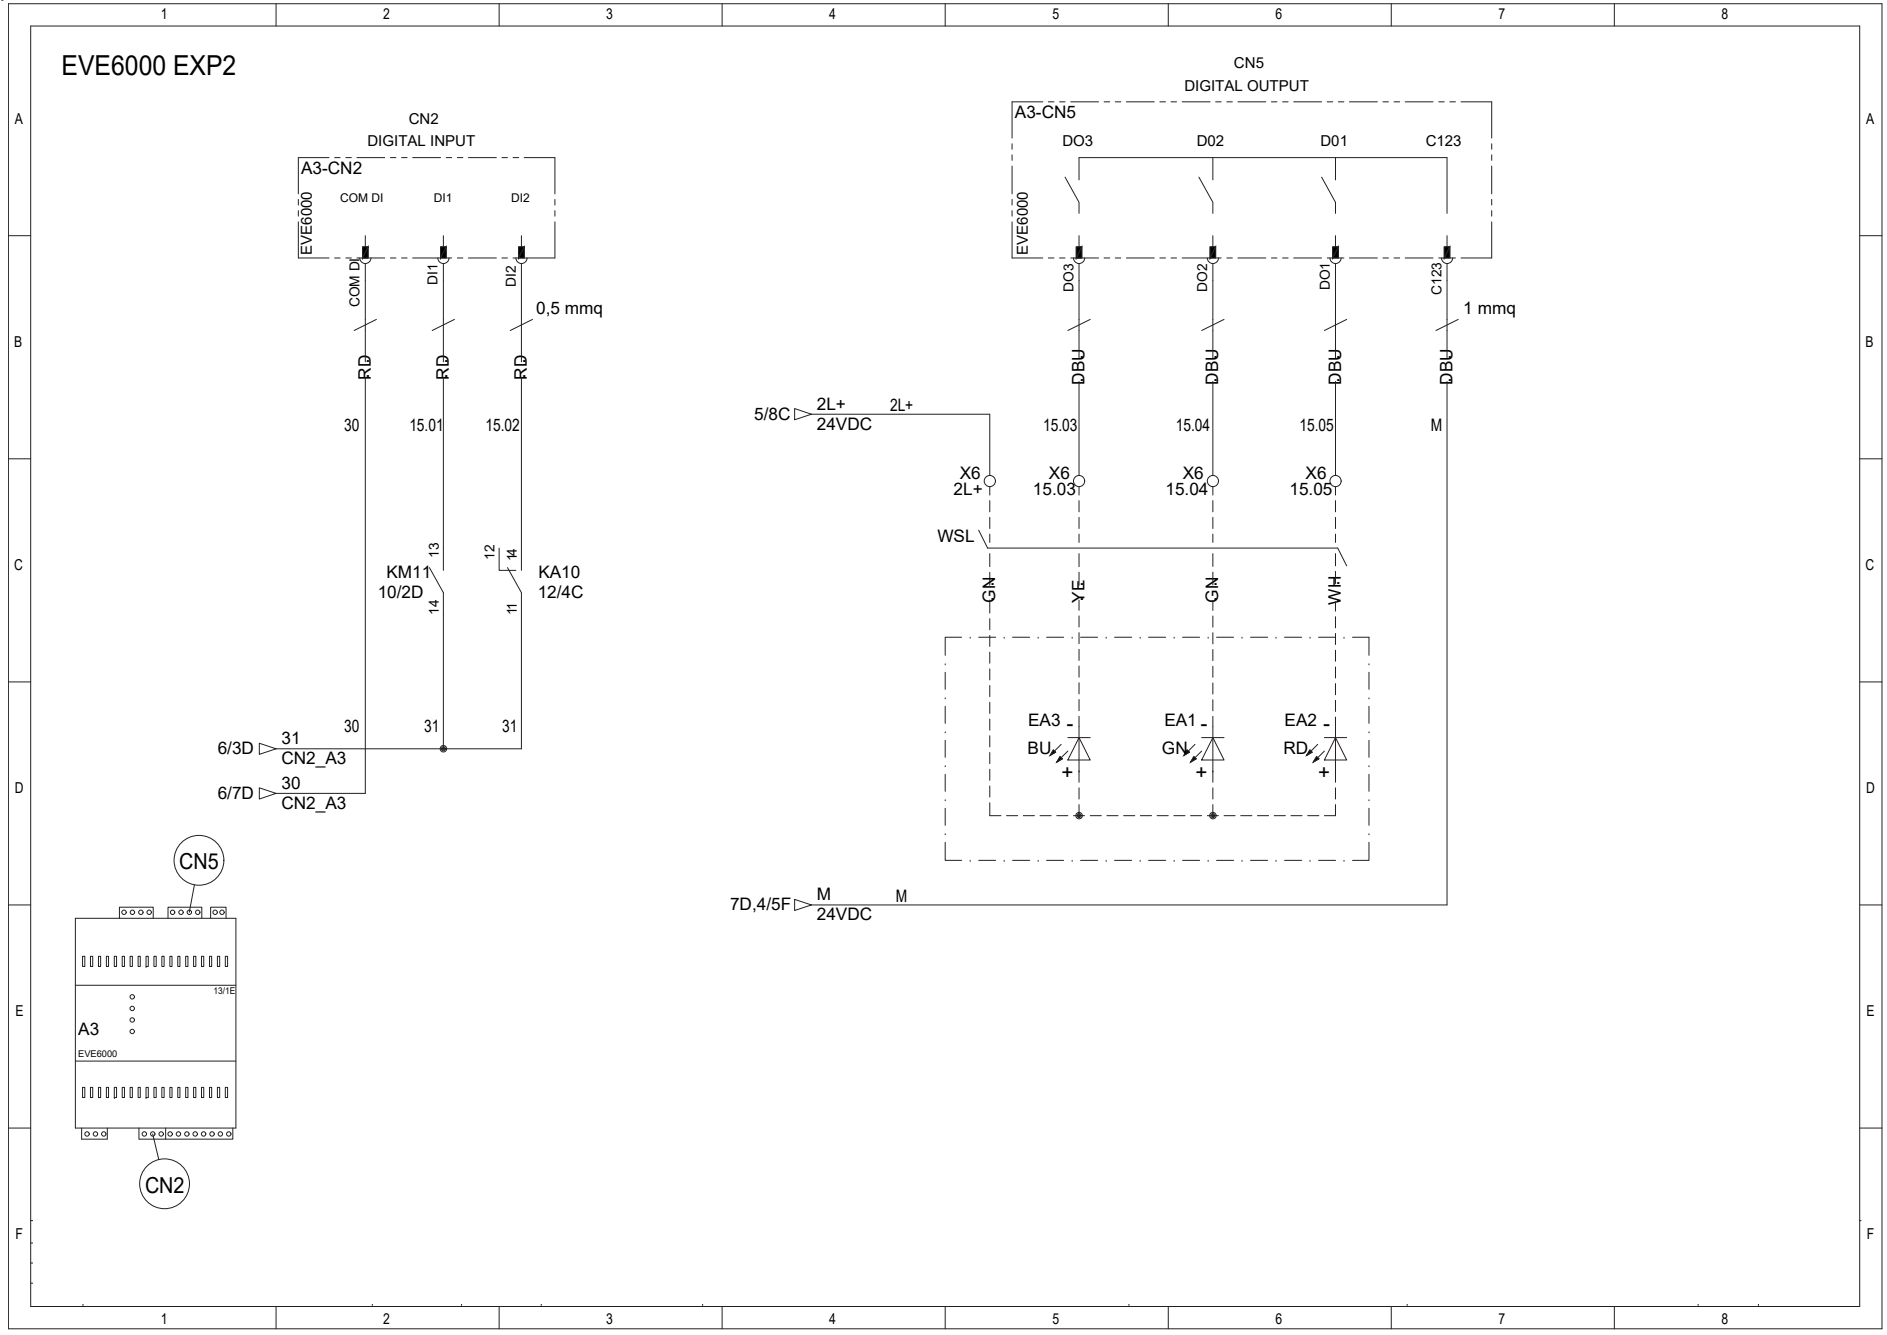 1 2 3 4 5 6 7 8
EVE6000 EXP2
A
A
CN2
DIGITAL INPUT
A3-CN2
EVE6000
COM DI DI1 DI2
COM DI DI1 DI2
0,5 mmq
RD RD RD
30 15.01 15.02
KM11
10/2D
13
14
12 14
11
KA10
12/4C
30 31 31
6/3D 31
CN2_A3
6/7D 30
CN2_A3
CN5
DIGITAL OUTPUT
A3-CN5
EVE6000
DO3 D02 D01 C123
DO3 DO2 DO1 C123
1 mmq
DBU DBU DBU DBU
5/8C 2L+ 2L+
24VDC
15.03 15.04 15.05 M
X6 X6 X6 X6
2L+ 15.03 15.04 15.05
WSL
GN YE GN WH
EA3 - EA1 - EA2 -
BU GN RD
+ + +
7D,4/5F M M
24VDC
B
B
C
C
D
D
E
E
F
F
CN5
13/1E
A3
EVE6000
CN2
1 2 3 4 5 6 7 8